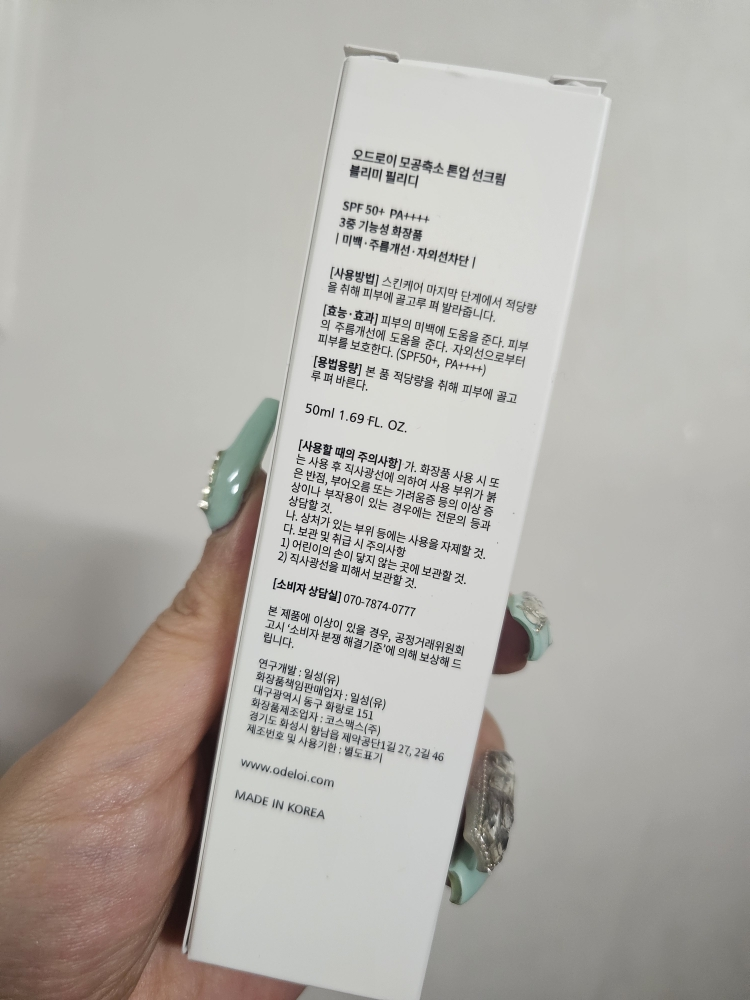 오드로이 모공축소 톤업 선크림
블리미 필리디
SPF 50+ PA++++
3중 기능성 화장품
| 미백·주름개선·자외선차단 |
[사용방법] 스킨케어 마지막 단계에서 적당량
을 취해 피부에 골고루 펴 발라줍니다.
[효능·효과] 피부의 미백에 도움을 준다. 피부
의 주름개선에 도움을 준다. 자외선으로부터
피부를 보호한다. (SPF50+, PA++++)
[용법용량] 본 품 적당량을 취해 피부에 골고
루 펴 바른다.
50ml 1.69 FL. OZ.
[사용할 때의 주의사항] 가. 화장품 사용 시 또
는 사용 후 직사광선에 의하여 사용 부위가 붉
은 반점, 부어오름 또는 가려움증 등의 이상 증
상이나 부작용이 있는 경우에는 전문의 등과
상담할 것.
나. 상처가 있는 부위 등에는 사용을 자제할 것.
다. 보관 및 취급 시 주의사항
1) 어린이의 손이 닿지 않는 곳에 보관할 것.
2) 직사광선을 피해서 보관할 것.
[소비자 상담실] 070-7874-0777
본 제품에 이상이 있을 경우, 공정거래위원회
고시 '소비자 분쟁 해결기준'에 의해 보상해 드
립니다.
연구개발 : 일성(유)
화장품책임판매업자 : 일성(유)
대구광역시 동구 화랑로 151
화장품제조업자 : 코스맥스(주)
경기도 화성시 향남읍 제약공단1길 27, 2길 46
제조번호 및 사용기한 : 별도표기
www.odeloi.com
MADE IN KOREA